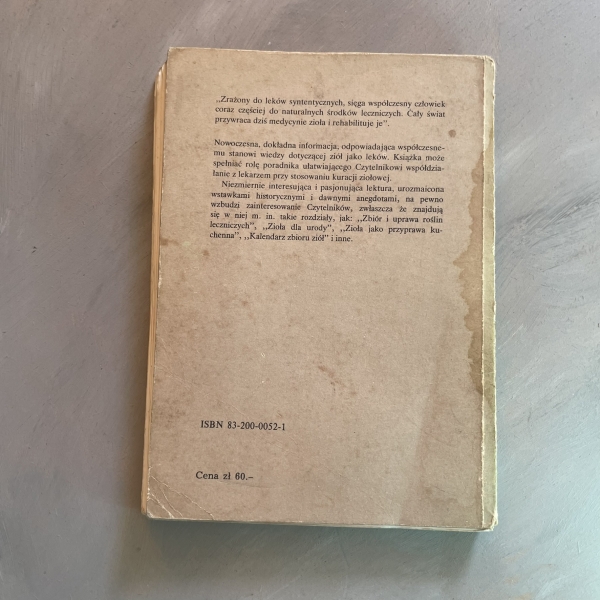 ,,Zrażony do leków syntentycznych, sięga współczesny człowiek
coraz częściej do naturalnych środków leczniczych. Cały świat
przywraca dziś medycynie zioła i rehabilituje je”.
Nowoczesna, dokładna informacja, odpowiadająca współczesne-
mu stanowi wiedzy dotyczącej ziół jako leków. Książka może
spełniać rolę poradnika ułatwiającego Czytelnikowi współdzia-
łanie z lekarzem przy stosowaniu kuracji ziołowej.
Niezmiernie interesująca i pasjonująca lektura, urozmaicona
wstawkami historycznymi i dawnymi anegdotami, na pewno
wzbudzi zainteresowanie Czytelników, zwłaszcza że znajdują
się w niej m. in. takie rozdziały, jak: ,,Zbiór i uprawa roślin
leczniczych”, ,,Zioła dla urody”, ,,Zioła jako przyprawa ku-
chenna”, ,,Kalendarz zbioru ziół” i inne.
ISBN 83-200-0052-1
Cena zł 60.–